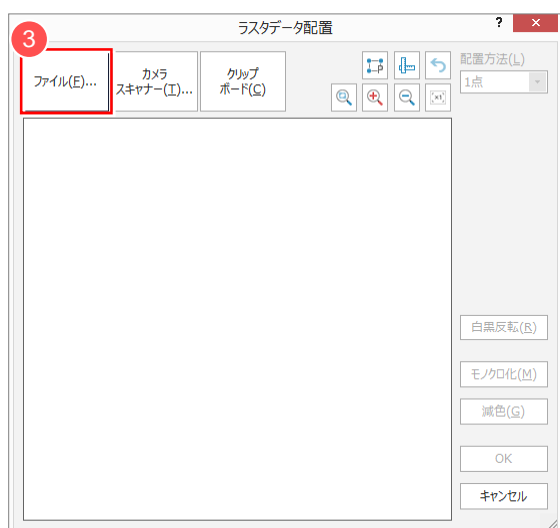 3
ラスタデータ配置
?
×
ファイル(F)...
カメラ
スキャナー(I)...
クリップ
ボード(C)
配置方法(L)
1点
×1
白黒反転(R)
モノクロ化(M)
減色(G)
OK
キャンセル